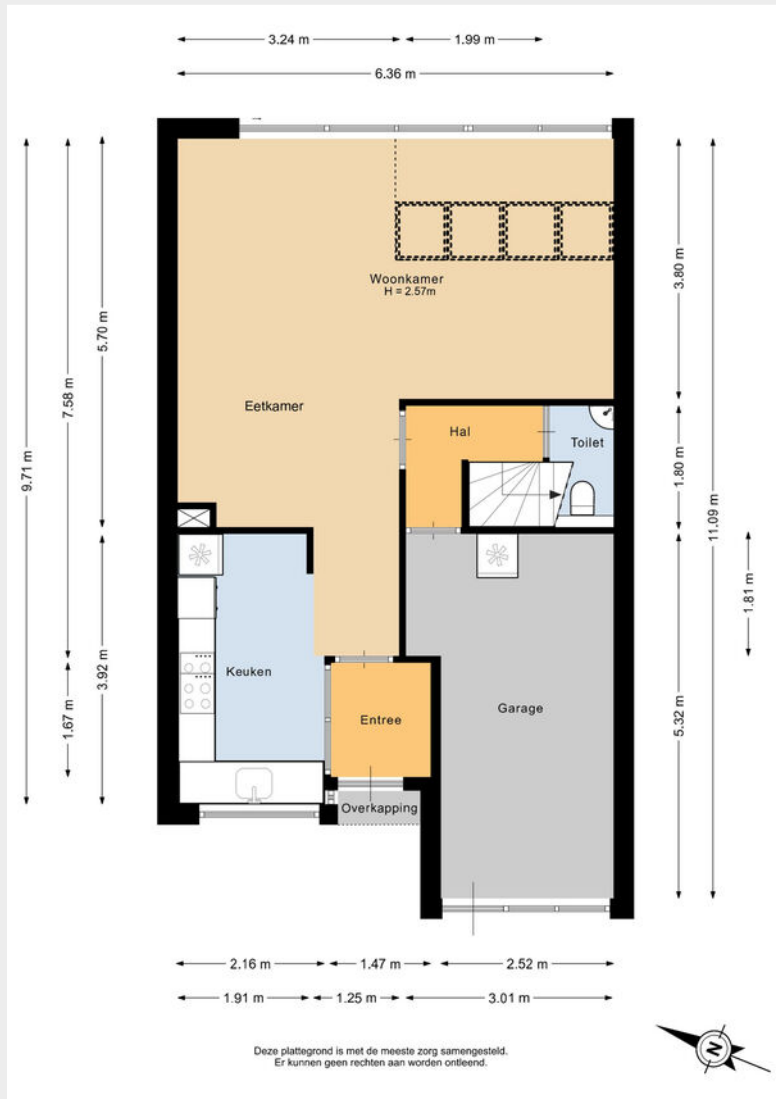 3.24 m
1.99 m
6.36 m
9.71 m
7.58 m
5.70 m
3.80 m
Woonkamer
H = 2.57m
Eetkamer
Hal
Toilet
1.80 m
11.09 m
1.81 m
3.92 m
1.67 m
Keuken
Entree
Garage
5.32 m
Overkapping
2.16 m
1.47 m
2.52 m
1.91 m
1.25 m
3.01 m
N
Deze plattegrond is met de meeste zorg samengesteld.
Er kunnen geen rechten aan worden ontleend.